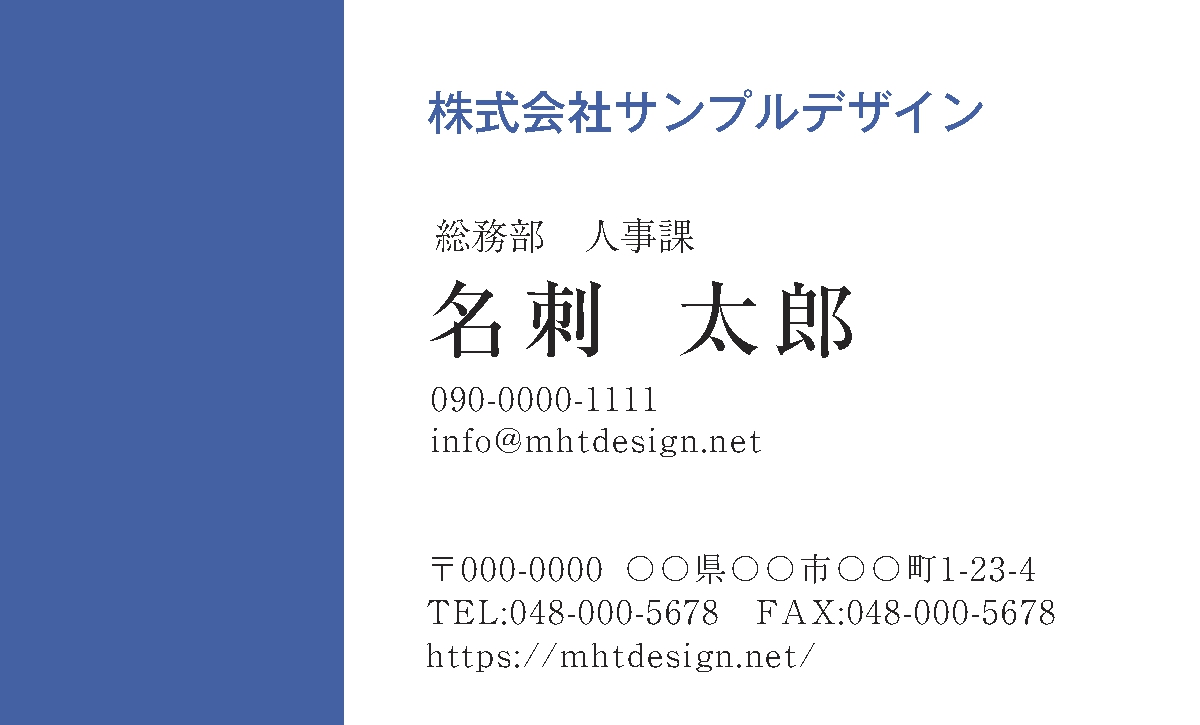 株式会社サンプルデザイン
総務部　人事課
名刺　太郎
090-0000-1111
info@mhtdesign.net
〒000-0000 ○○県○○市○○町1-23-4
TEL:048-000-5678　FAX:048-000-5678
https://mhtdesign.net/